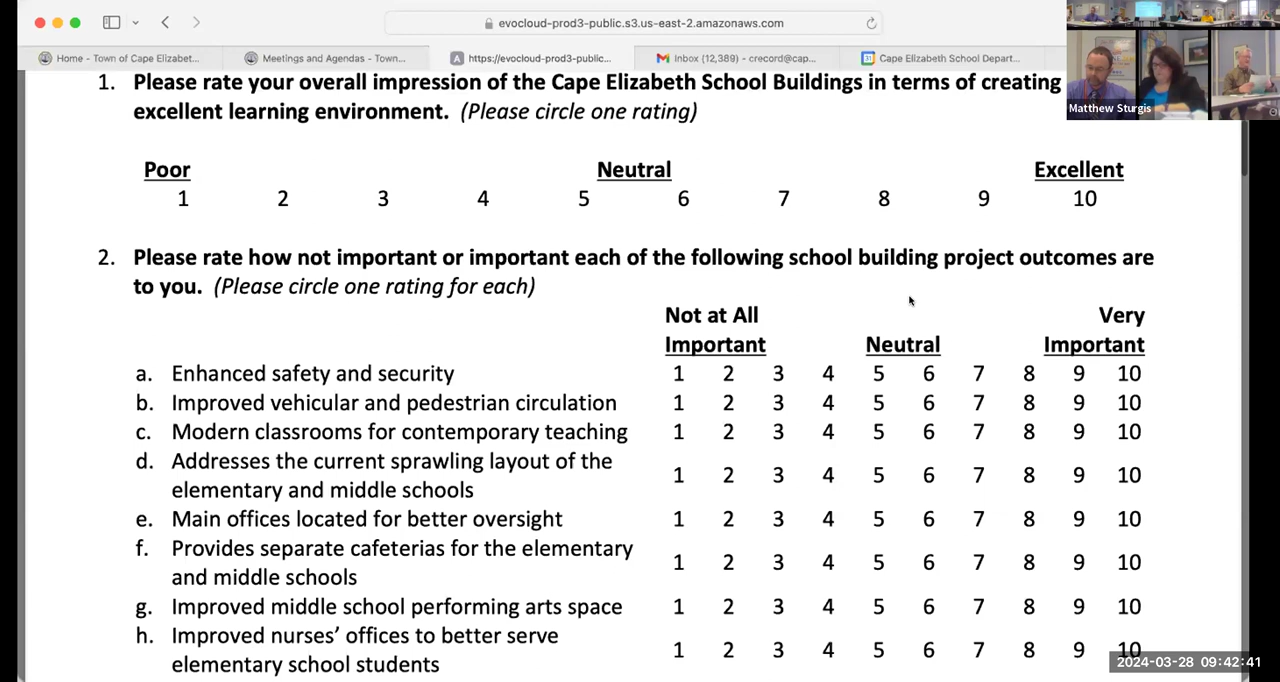 evocloud-prod3-public.s3.us-east-2.amazonaws.com
Home - Town of Cape Elizabet... Meetings and Agendas - Town... https://evocloud-prod3-public... Inbox (12,389) - crecord@cap... Cape Elizabeth School Depart...
1. Please rate your overall impression of the Cape Elizabeth School Buildings in terms of creating
excellent learning environment. (Please circle one rating)
Matthew Sturgis
Poor Neutral Excellent
1 2 3 4 5 6 7 8 9 10
2. Please rate how not important or important each of the following school building project outcomes are
to you. (Please circle one rating for each)
Not at All Very
Important Neutral Important
a. Enhanced safety and security 1 2 3 4 5 6 7 8 9 10
b. Improved vehicular and pedestrian circulation 1 2 3 4 5 6 7 8 9 10
c. Modern classrooms for contemporary teaching 1 2 3 4 5 6 7 8 9 10
d. Addresses the current sprawling layout of the
elementary and middle schools 1 2 3 4 5 6 7 8 9 10
e. Main offices located for better oversight 1 2 3 4 5 6 7 8 9 10
f. Provides separate cafeterias for the elementary
and middle schools 1 2 3 4 5 6 7 8 9 10
g. Improved middle school performing arts space 1 2 3 4 5 6 7 8 9 10
h. Improved nurses’ offices to better serve
elementary school students 1 2 3 4 5 6 7 8 9 10
2024-03-28 09:42:41